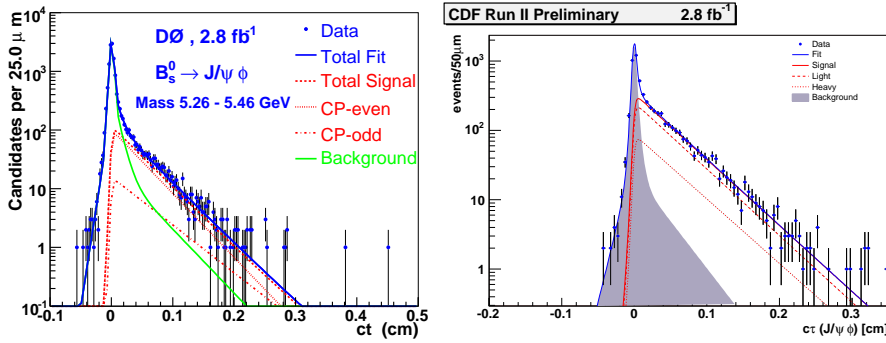 Candidates per 25.0 μ m
10⁴
10³
10²
10
1
10⁻¹
DØ , 2.8 fb⁻¹
B⁰ₛ → J/ψ φ
Mass 5.26 - 5.46 GeV
Data
Total Fit
Total Signal
CP-even
CP-odd
Background
0 0.1 0.2 0.3 0.4 0.5
ct (cm)
CDF Run II Preliminary 2.8 fb⁻¹
events/50μm
10³
10²
10
1
Data
Fit
Signal
Light
Heavy
Background
-0.2 -0.1 0 0.1 0.2 0.3
cτ (J/ψ φ) [cm]